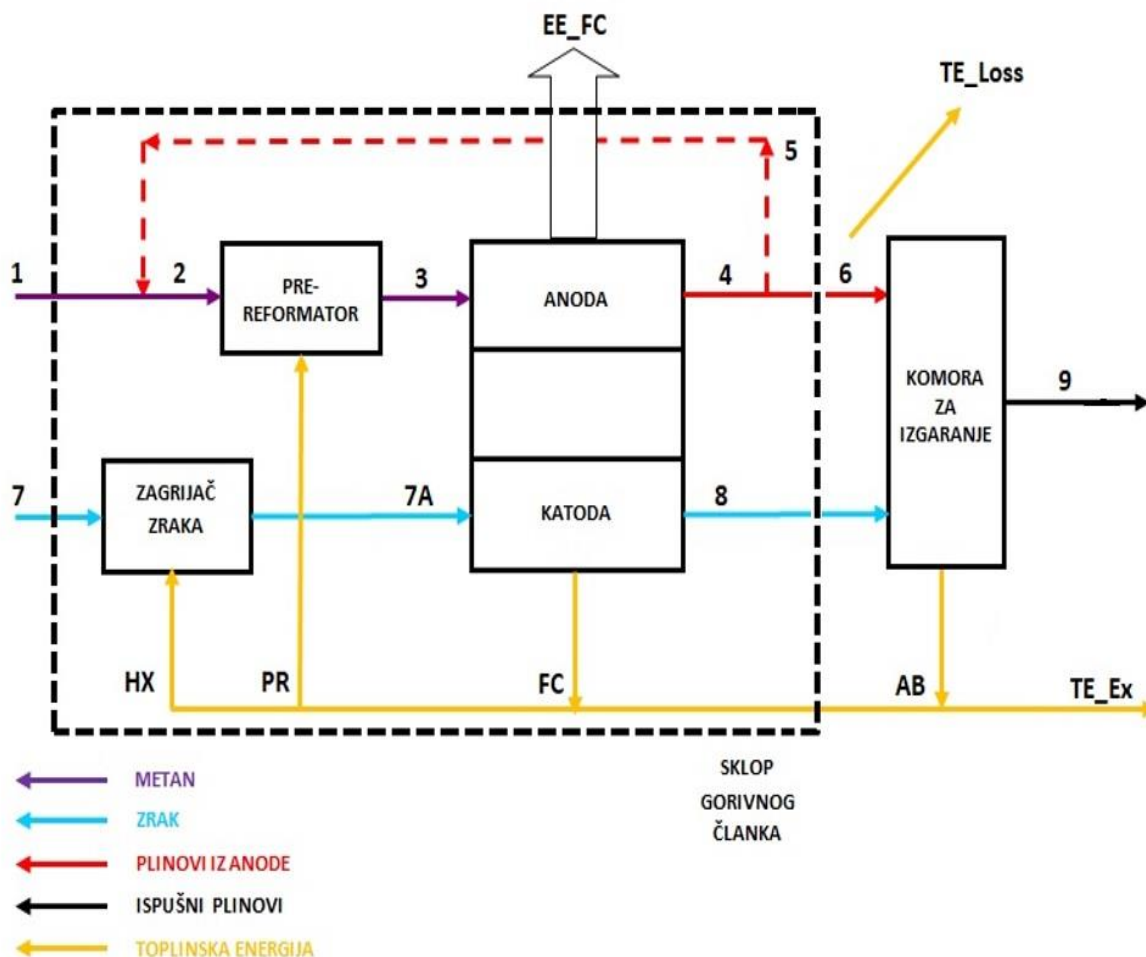 EE_FC
TE_Loss
5
1
2
PRE-
REFORMATOR
3
ANODA
4
6
KOMORA
ZA
IZGARANJE
9
7
ZAGRIJAČ
ZRAKA
7A
KATODA
8
HX
PR
FC
AB
TE_Ex
SKLOP
GORIVNOG
ČLANKA
METAN
ZRAK
PLINOVI IZ ANODE
ISPUŠNI PLINOVI
TOPLINSKA ENERGIJA